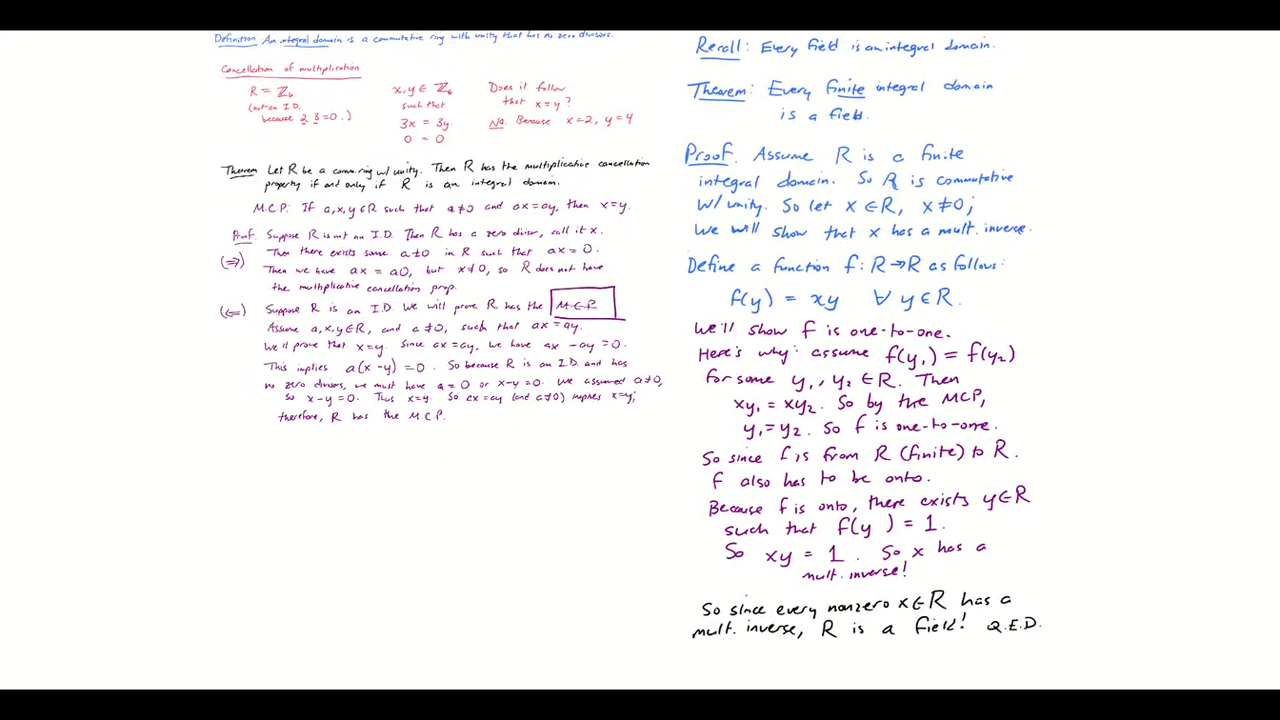 Definition An integral domain is a commutative ring with unity that has no zero divisors.
Cancellation of multiplication
R = ℤ₆
(not an I.D.
because 2·3=0.)
x, y ∈ ℤ₆
such that
3x = 3y.
0 = 0
Does it follow
that x = y?
No. Because x=2, y=4
Theorem Let R be a comm. ring w/ unity. Then R has the multiplicative cancellation
property if and only if R is an integral domain.
M.C.P: If a,x,y∈R such that a≠0 and ax=ay, then x=y.
Proof. Suppose R is not an I.D. Then R has a zero divisor, call it x.
(⇒)
Then there exists some a≠0 in R such that ax=0.
Then we have ax = a0, but x≠0, so R does not have
the multiplicative cancellation prop.
(⇐) Suppose R is an I.D. We will prove R has the M.C.P.
Assume a,x,y∈R, and a≠0, such that ax=ay.
We'll prove that x=y. Since ax=ay, we have ax-ay=0.
This implies a(x-y)=0. So because R is an I.D. and has
no zero divisors, we must have a=0 or x-y=0. We assumed a≠0,
so x-y=0. Thus x=y. So ax=ay (and a≠0) implies x=y;
therefore, R has the M.C.P.
Recall: Every field is an integral domain.
Theorem: Every finite integral domain
is a field.
Proof. Assume R is a finite
integral domain. So R is commutative
w/ unity. So let x∈R, x≠0;
we will show that x has a mult. inverse.
Define a function f: R→R as follows:
f(y) = xy ∀ y∈R.
We'll show f is one-to-one.
Here's why: assume f(y₁) = f(y₂)
for some y₁, y₂ ∈R. Then
xy₁ = xy₂. So by the MCP,
y₁=y₂. So f is one-to-one.
So since f is from R (finite) to R.
f also has to be onto.
Because f is onto, there exists y∈R
such that f(y ) = 1.
So xy = 1. So x has a
mult. inverse!
So since every nonzero x∈R has a
mult. inverse, R is a field! Q.E.D.